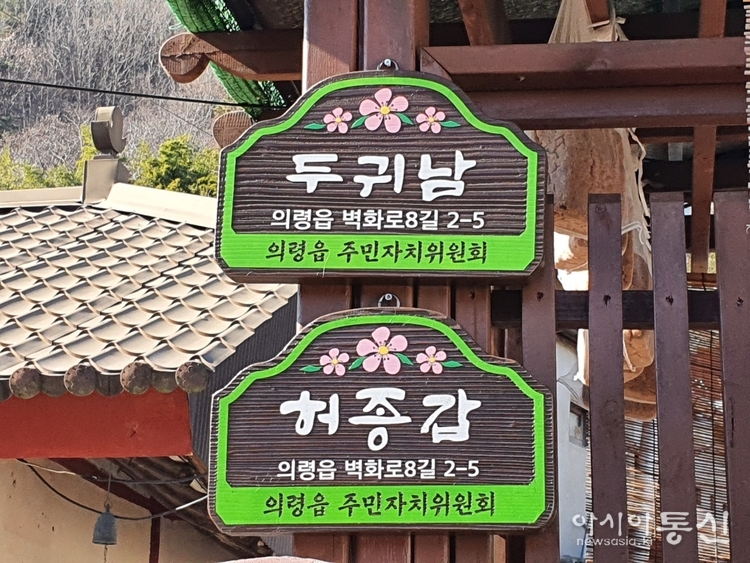 두귀남
의령읍 벽화로8길 2-5
의령읍 주민자치위원회
허종갑
의령읍 벽화로8길 2-5
의령읍 주민자치위원회
아시아통신
newsasia.kr